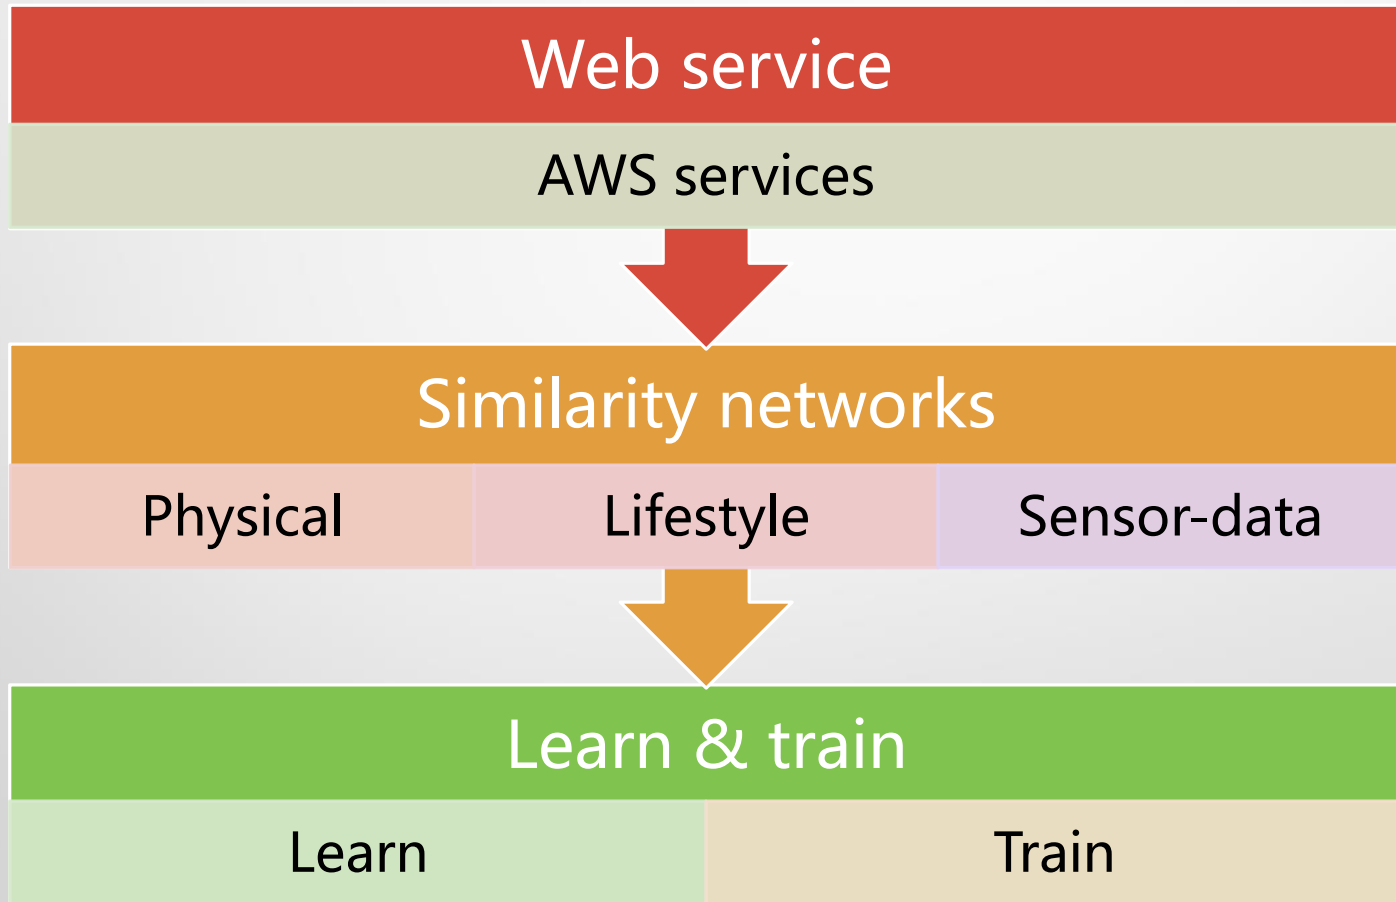 Web service
AWS services
Similarity networks
Physical Lifestyle Sensor-data
Learn & train
Learn Train